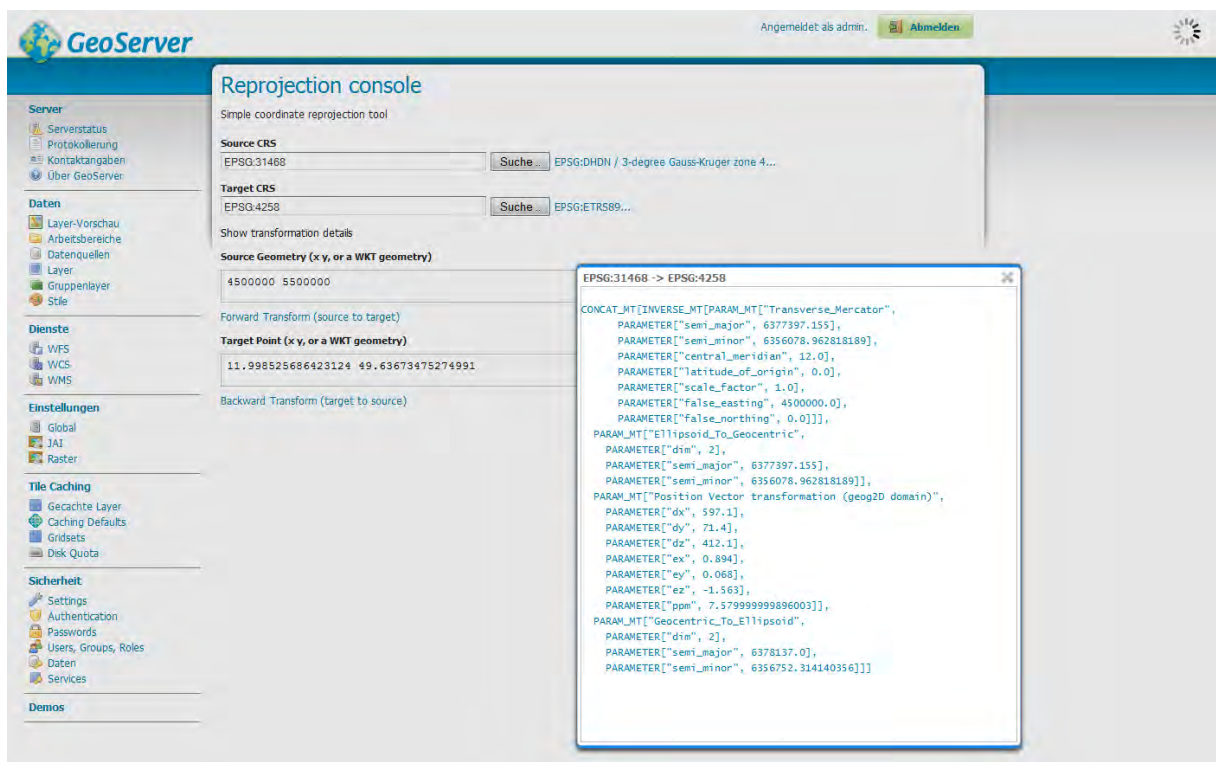 GeoServer
Angemeldet als admin.
Abmelden
Server
Serverstatus
Protokollierung
Kontaktangaben
Über GeoServer
Daten
Layer-Vorschau
Arbeitsbereiche
Datenquellen
Layer
Gruppenlayer
Stile
Dienste
WFS
WCS
WMS
Einstellungen
Global
JAI
Raster
Tile Caching
Gecachte Layer
Caching Defaults
Gridsets
Disk Quota
Sicherheit
Settings
Authentication
Passwords
Users, Groups, Roles
Daten
Services
Demos
Reprojection console
Simple coordinate reprojection tool
Source CRS
EPSG:31468 Suche... EPSG:DHDN / 3-degree Gauss-Kruger zone 4...
Target CRS
EPSG:4258 Suche... EPSG:ETRS89...
Show transformation details
Source Geometry (x y, or a WKT geometry)
4500000 5500000
Forward Transform (source to target)
Target Point (x y, or a WKT geometry)
11.998525686423124 49.63673475274991
Backward Transform (target to source)
EPSG:31468 -> EPSG:4258
CONCAT_MT[INVERSE_MT[PARAM_MT["Transverse_Mercator",
PARAMETER["semi_major", 6377397.155],
PARAMETER["semi_minor", 6356078.962818189],
PARAMETER["central_meridian", 12.0],
PARAMETER["latitude_of_origin", 0.0],
PARAMETER["scale_factor", 1.0],
PARAMETER["false_easting", 4500000.0],
PARAMETER["false_northing", 0.0]]],
PARAM_MT["Ellipsoid_To_Geocentric",
PARAMETER["dim", 2],
PARAMETER["semi_major", 6377397.155],
PARAMETER["semi_minor", 6356078.962818189]],
PARAM_MT["Position Vector transformation (geog2D domain)",
PARAMETER["dx", 597.1],
PARAMETER["dy", 71.4],
PARAMETER["dz", 412.1],
PARAMETER["ex", 0.894],
PARAMETER["ey", 0.068],
PARAMETER["ez", -1.563],
PARAMETER["ppm", 7.579999999896003]],
PARAM_MT["Geocentric_To_Ellipsoid",
PARAMETER["dim", 2],
PARAMETER["semi_major", 6378137.0],
PARAMETER["semi_minor", 6356752.314140356]]]